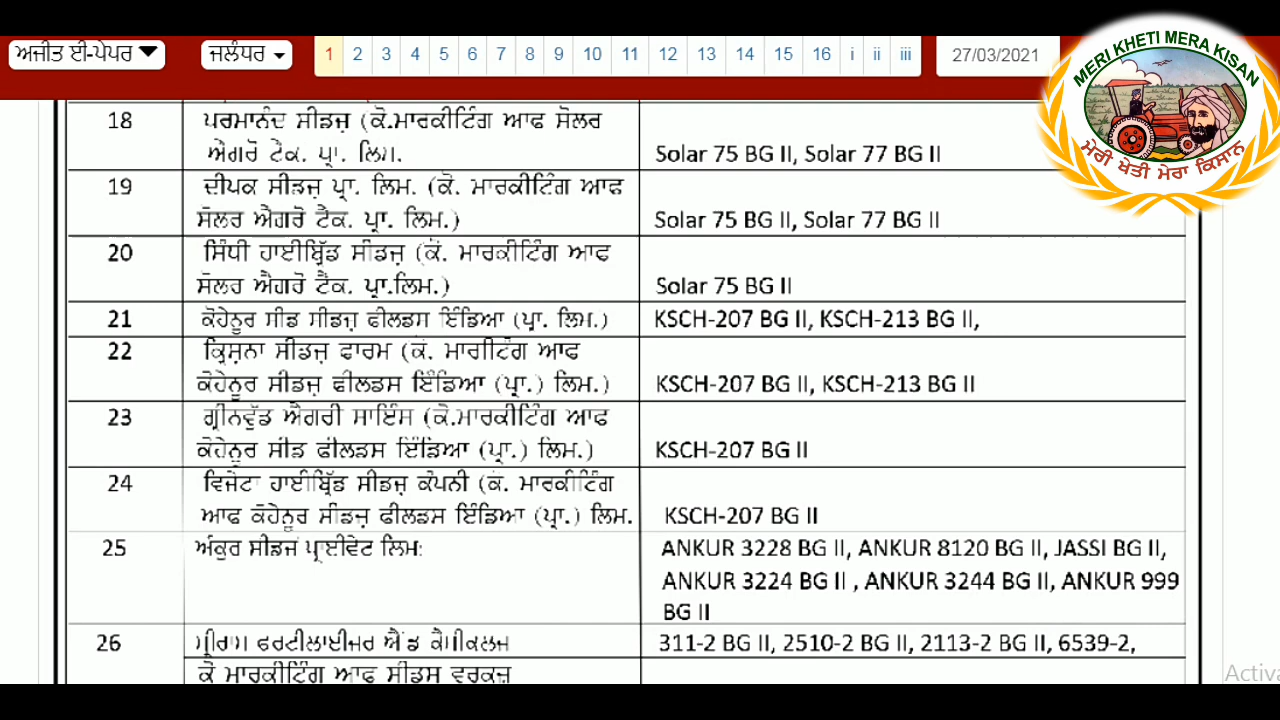 ਅਜੀਤ ਈ-ਪੇਪਰ
ਜਲੰਧਰ
1 2 3 4 5 6 7 8 9 10 11 12 13 14 15 16 i ii iii
27/03/2021
MERI KHETI MERA KISAN
ਮੇਰੀ ਖੇਤੀ ਮੇਰਾ ਕਿਸਾਨ
18 ਪਰਮਾਨੰਦ ਸੀਡਜ਼ (ਕੋ.ਮਾਰਕੀਟਿੰਗ ਆਫ ਸੋਲਰ
ਐਗਰੋ ਟੈਕ. ਪ੍ਰਾ. ਲਿਮ. Solar 75 BG II, Solar 77 BG II
19 ਦੀਪਕ ਸੀਡਜ਼ ਪ੍ਰਾ. ਲਿਮ. (ਕੋ. ਮਾਰਕੀਟਿੰਗ ਆਫ
ਸੋਲਰ ਐਗਰੋ ਟੈਕ. ਪ੍ਰਾ. ਲਿਮ.) Solar 75 BG II, Solar 77 BG II
20 ਸਿੰਧੀ ਹਾਈਬ੍ਰਿੱਡ ਸੀਡਜ਼ (ਕੋ. ਮਾਰਕੀਟਿੰਗ ਆਫ
ਸੋਲਰ ਐਗਰੋ ਟੈਕ. ਪ੍ਰਾ.ਲਿਮ.) Solar 75 BG II
21 ਕੋਹੇਨੂਰ ਸੀਡ ਸੀਡਜ਼ ਫੀਲਡਸ ਇੰਡਿਆ (ਪ੍ਰਾ. ਲਿਮ.) KSCH-207 BG II, KSCH-213 BG II,
22 ਕ੍ਰਿਸ਼ਨਾ ਸੀਡਜ਼ ਫਾਰਮ (ਕੋ. ਮਾਰੀਟਿੰਗ ਆਫ
ਕੋਹੇਨੂਰ ਸੀਡਜ਼ ਫੀਲਡਸ ਇੰਡਿਆ (ਪ੍ਰਾ.) ਲਿਮ.) KSCH-207 BG II, KSCH-213 BG II
23 ਗ੍ਰੀਨਵੁੱਡ ਐਗਰੀ ਸਾਇੰਸ (ਕੋ.ਮਾਰਕੀਟਿੰਗ ਆਫ
ਕੋਹੇਨੂਰ ਸੀਡ ਫੀਲਡਸ ਇੰਡਿਆ (ਪ੍ਰਾ.) ਲਿਮ.) KSCH-207 BG II
24 ਵਿਜੇਟਾ ਹਾਈਬ੍ਰਿੱਡ ਸੀਡਜ਼ ਕੰਪਨੀ (ਕੋ. ਮਾਰਕੀਟਿੰਗ
ਆਫ ਕੋਹੇਨੂਰ ਸੀਡਜ਼ ਫੀਲਡਸ ਇੰਡਿਆ (ਪ੍ਰਾ.) ਲਿਮ. KSCH-207 BG II
25 ਅੰਕੁਰ ਸੀਡਜ ਪ੍ਰਾਈਵੇਟ ਲਿਮ: ANKUR 3228 BG II, ANKUR 8120 BG II, JASSI BG II,
ANKUR 3224 BG II , ANKUR 3244 BG II, ANKUR 999
BG II
26 ਸ਼੍ਰੀਰਾਮ ਫਰਟੀਲਾਈਜਰ ਐਂਡ ਕੈਮੀਕਲਜ 311-2 BG II, 2510-2 BG II, 2113-2 BG II, 6539-2,
ਕੋ ਮਾਰਕੀਟਿੰਗ ਆਫ ਸੀਡਸ ਵਰਕਜ਼